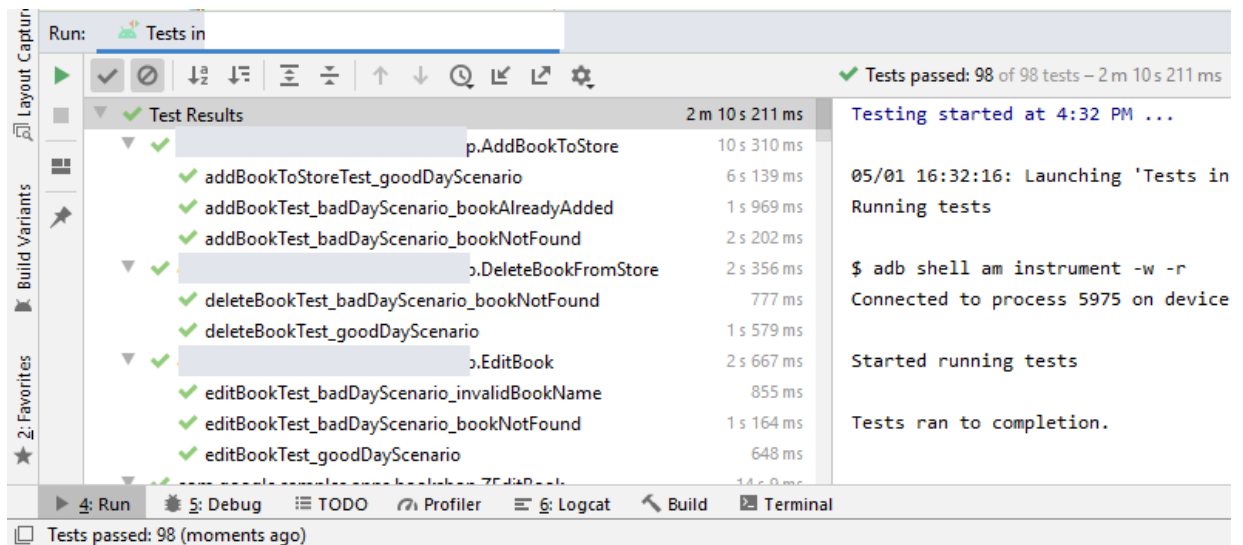 Run: Tests in
Tests passed: 98 of 98 tests – 2 m 10 s 211 ms
Test Results 2 m 10 s 211 ms
p.AddBookToStore 10 s 310 ms
addBookToStoreTest_goodDayScenario 6 s 139 ms
addBookTest_badDayScenario_bookAlreadyAdded 1 s 969 ms
addBookTest_badDayScenario_bookNotFound 2 s 202 ms
.DeleteBookFromStore 2 s 356 ms
deleteBookTest_badDayScenario_bookNotFound 777 ms
deleteBookTest_goodDayScenario 1 s 579 ms
.EditBook 2 s 667 ms
editBookTest_badDayScenario_invalidBookName 855 ms
editBookTest_badDayScenario_bookNotFound 1 s 164 ms
editBookTest_goodDayScenario 648 ms
Testing started at 4:32 PM ...
05/01 16:32:16: Launching 'Tests in
Running tests
$ adb shell am instrument -w -r
Connected to process 5975 on device
Started running tests
Tests ran to completion.
Layout Captur
Build Variants
2: Favorites
4: Run 5: Debug TODO Profiler 6: Logcat Build Terminal
Tests passed: 98 (moments ago)